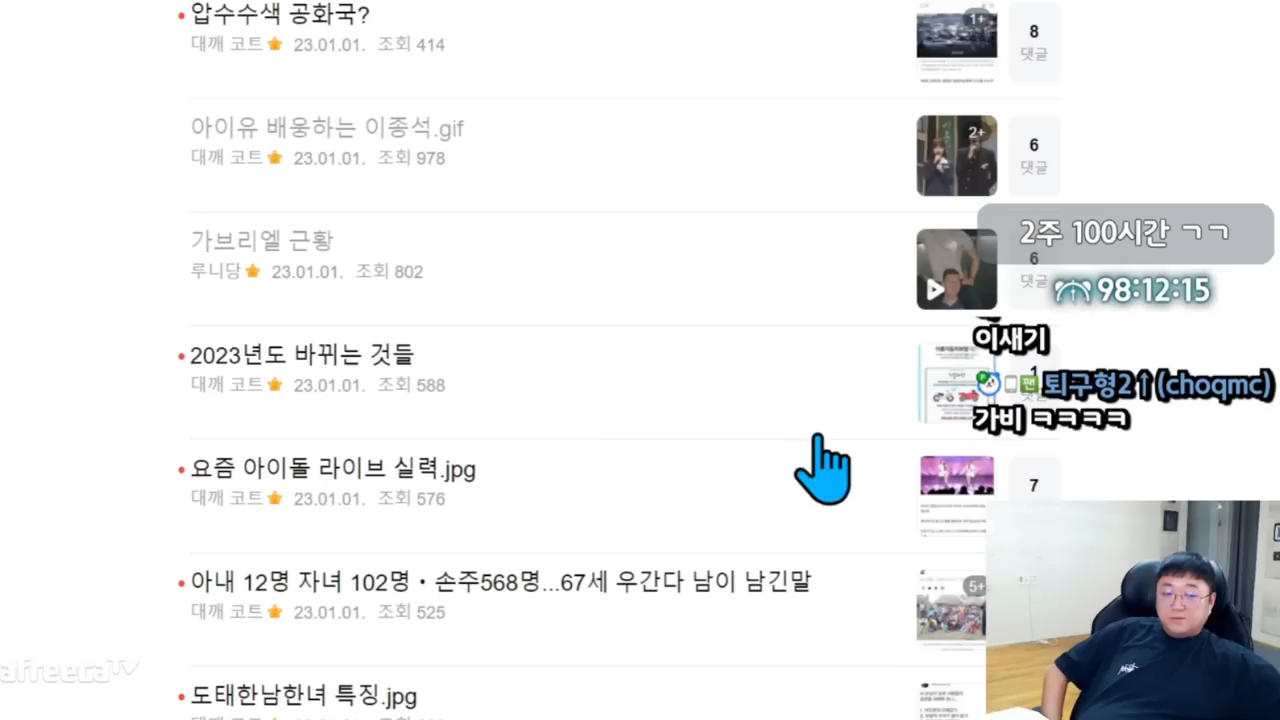 압수수색 공화국?
대깨 코트 23.01.01. 조회 414
1+
8
댓글
아이유 배웅하는 이종석.gif
대깨 코트 23.01.01. 조회 978
2+
6
댓글
가브리엘 근황
루니당 23.01.01. 조회 802
6
댓글
2주 100시간 ㄱㄱ
98:12:15
이새기
퇴구형2↑(choqmc)
가비 ㅋㅋㅋㅋ
2023년도 바뀌는 것들
대깨 코트 23.01.01. 조회 588
1
요즘 아이돌 라이브 실력.jpg
대깨 코트 23.01.01. 조회 576
7
아내 12명 자녀 102명·손주568명...67세 우간다 남이 남긴말
대깨 코트 23.01.01. 조회 525
5+
afreecaTV
도태한남한녀 특징.jpg